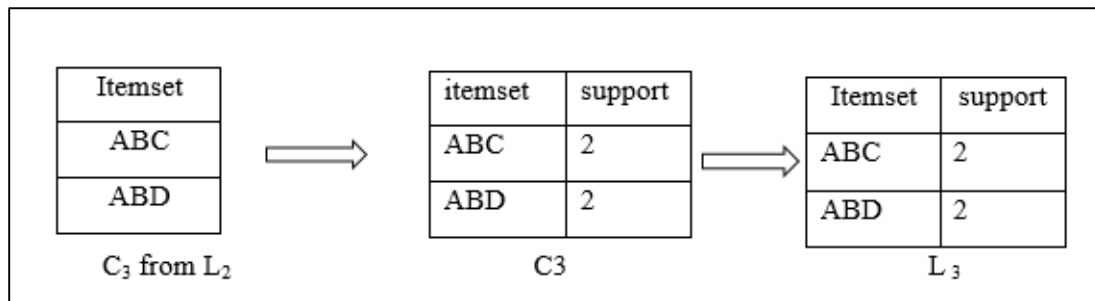 Itemset
ABC
ABD
C₃ from L₂
itemset support
ABC 2
ABD 2
C3
Itemset support
ABC 2
ABD 2
L ₃